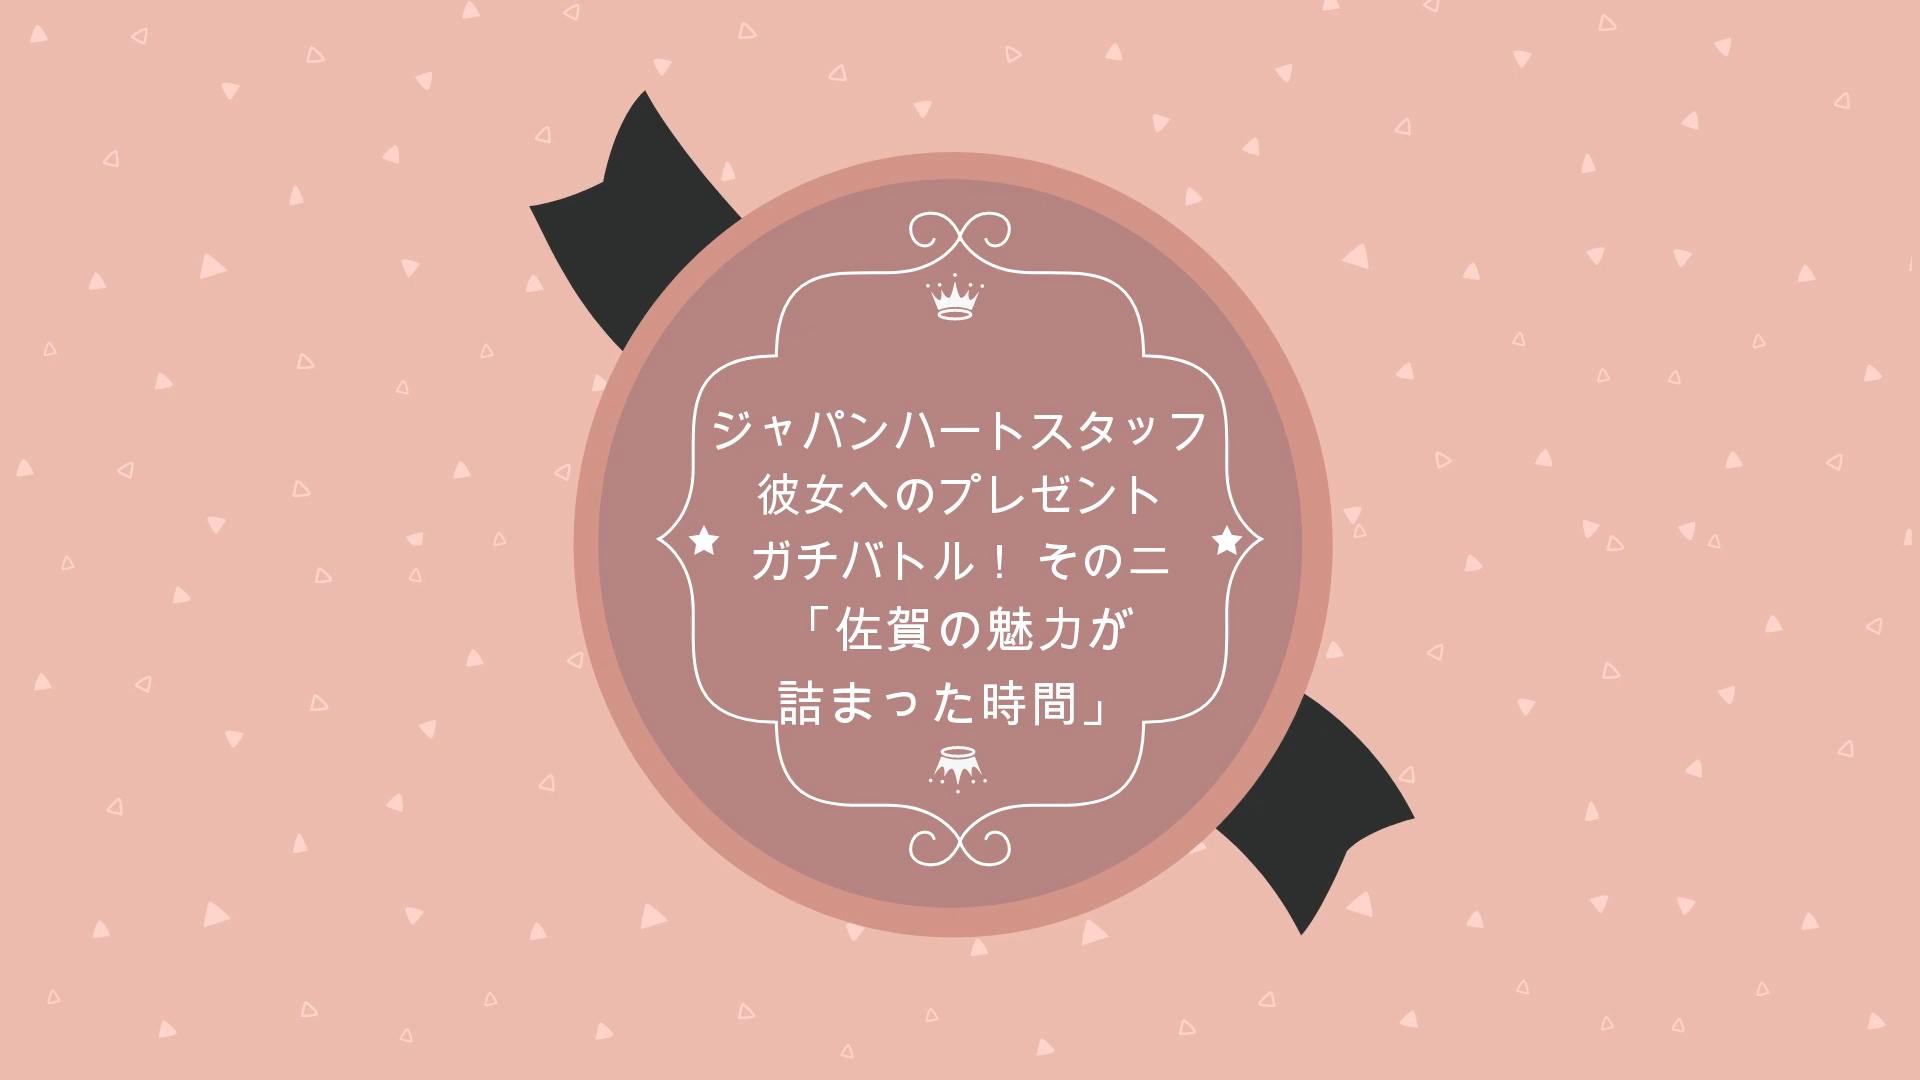 ジャパンハートスタッフ
彼女へのプレゼント
ガチバトル！ その二
「佐賀の魅力が
詰まった時間」